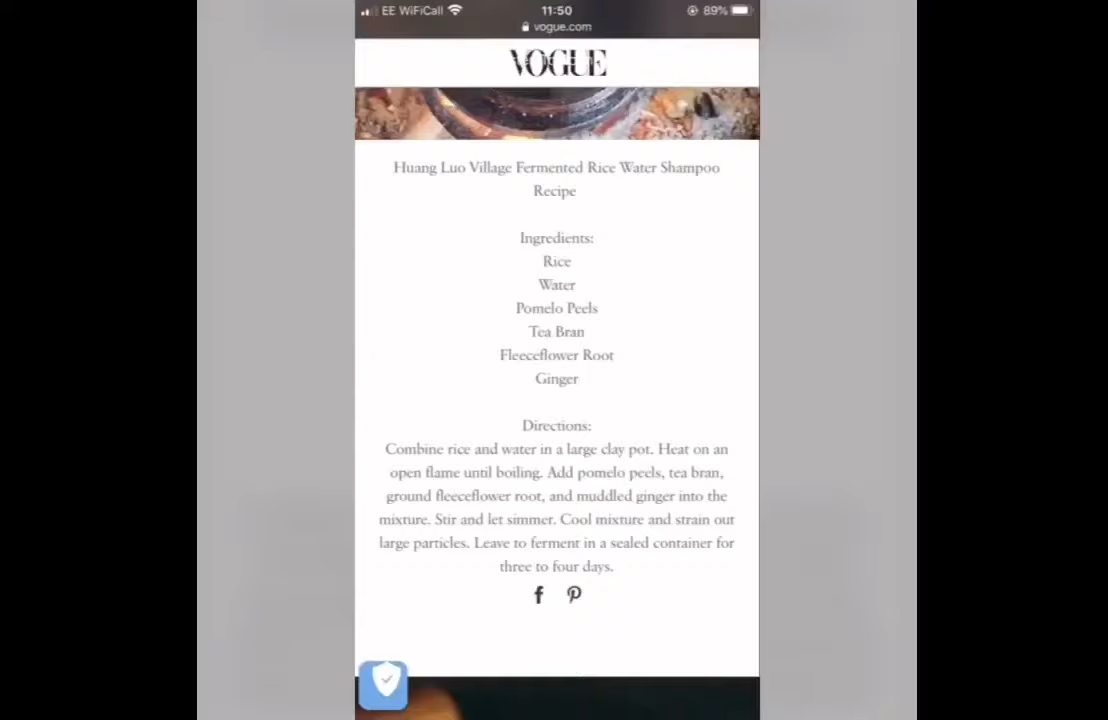 EE WiFiCall 11:50 89%
vogue.com
VOGUE
Huang Luo Village Fermented Rice Water Shampoo
Recipe
Ingredients:
Rice
Water
Pomelo Peels
Tea Bran
Fleeceflower Root
Ginger
Directions:
Combine rice and water in a large clay pot. Heat on an
open flame until boiling. Add pomelo peels, tea bran,
ground fleeceflower root, and muddled ginger into the
mixture. Stir and let simmer. Cool mixture and strain out
large particles. Leave to ferment in a sealed container for
three to four days.